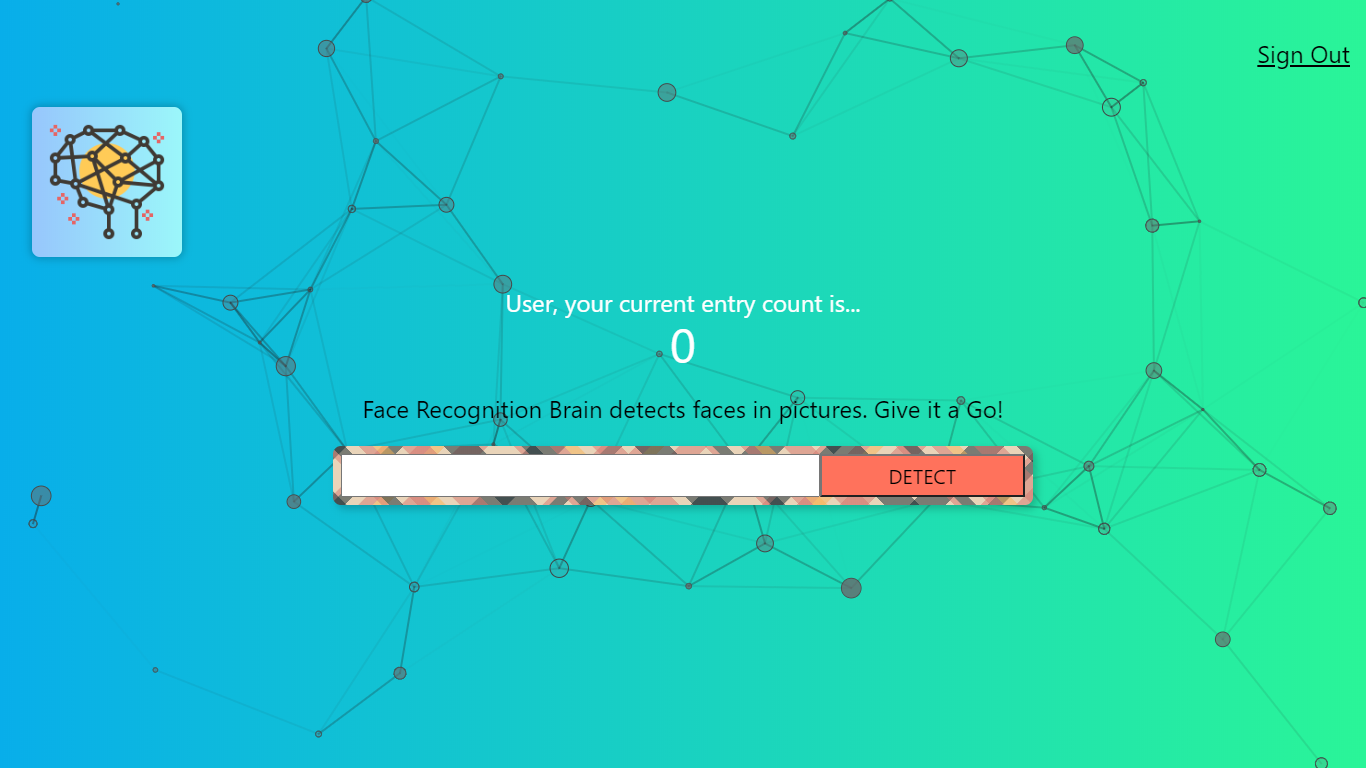 Sign Out
User, your current entry count is...
0
Face Recognition Brain detects faces in pictures. Give it a Go!
DETECT